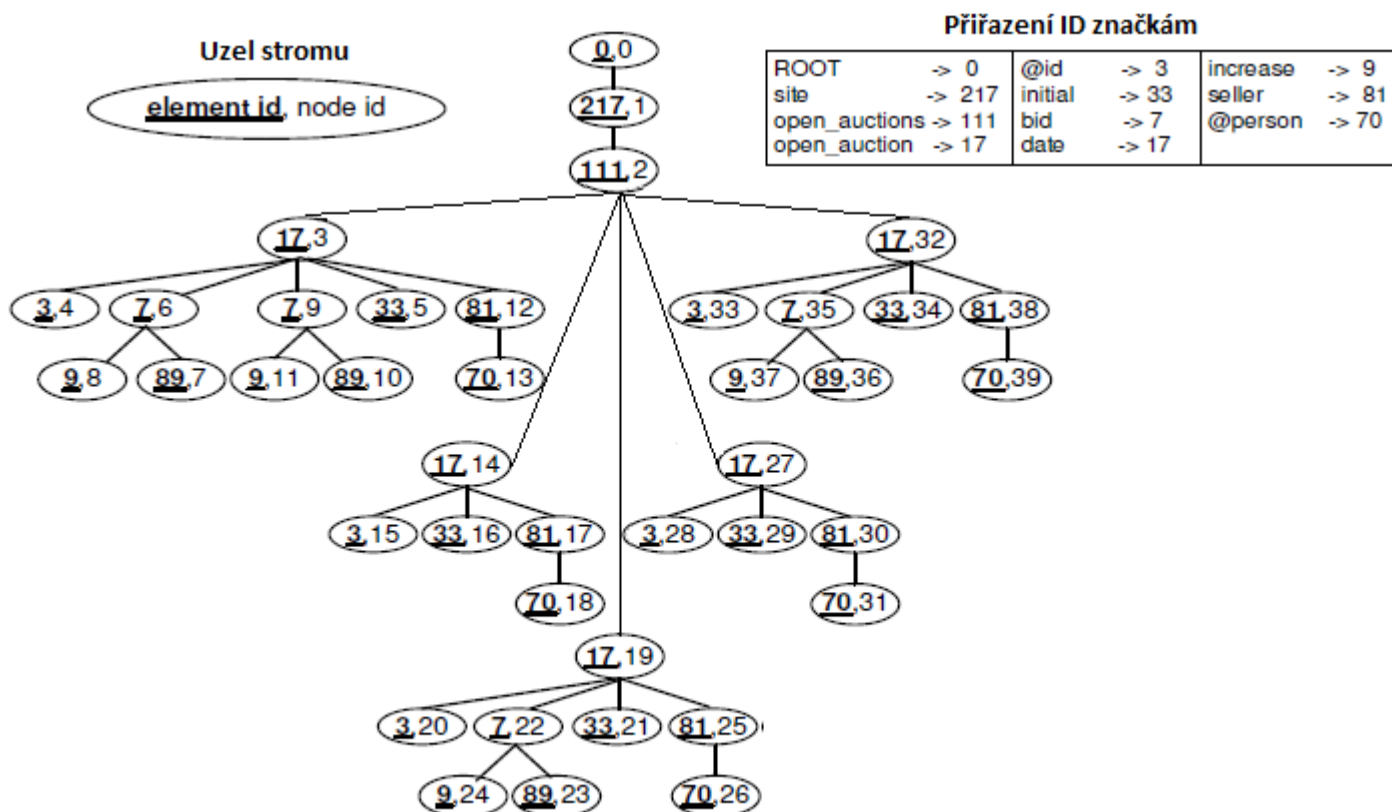 Přiřazení ID značkám
Uzel stromu
element id, node id
ROOT -> 0 @id -> 3 increase -> 9
site -> 217 initial -> 33 seller -> 81
open_auctions -> 111 bid -> 7 @person -> 70
open_auction -> 17 date -> 17
0,0
217,1
111,2
17,3 17,32
3,4 7,6 7,9 33,5 81,12 3,33 7,35 33,34 81,38
9,8 89,7 9,11 89,10 70,13 9,37 89,36 70,39
17,14 17,27
3,15 33,16 81,17 3,28 33,29 81,30
70,18 70,31
17,19
3,20 7,22 33,21 81,25
9,24 89,23 70,26